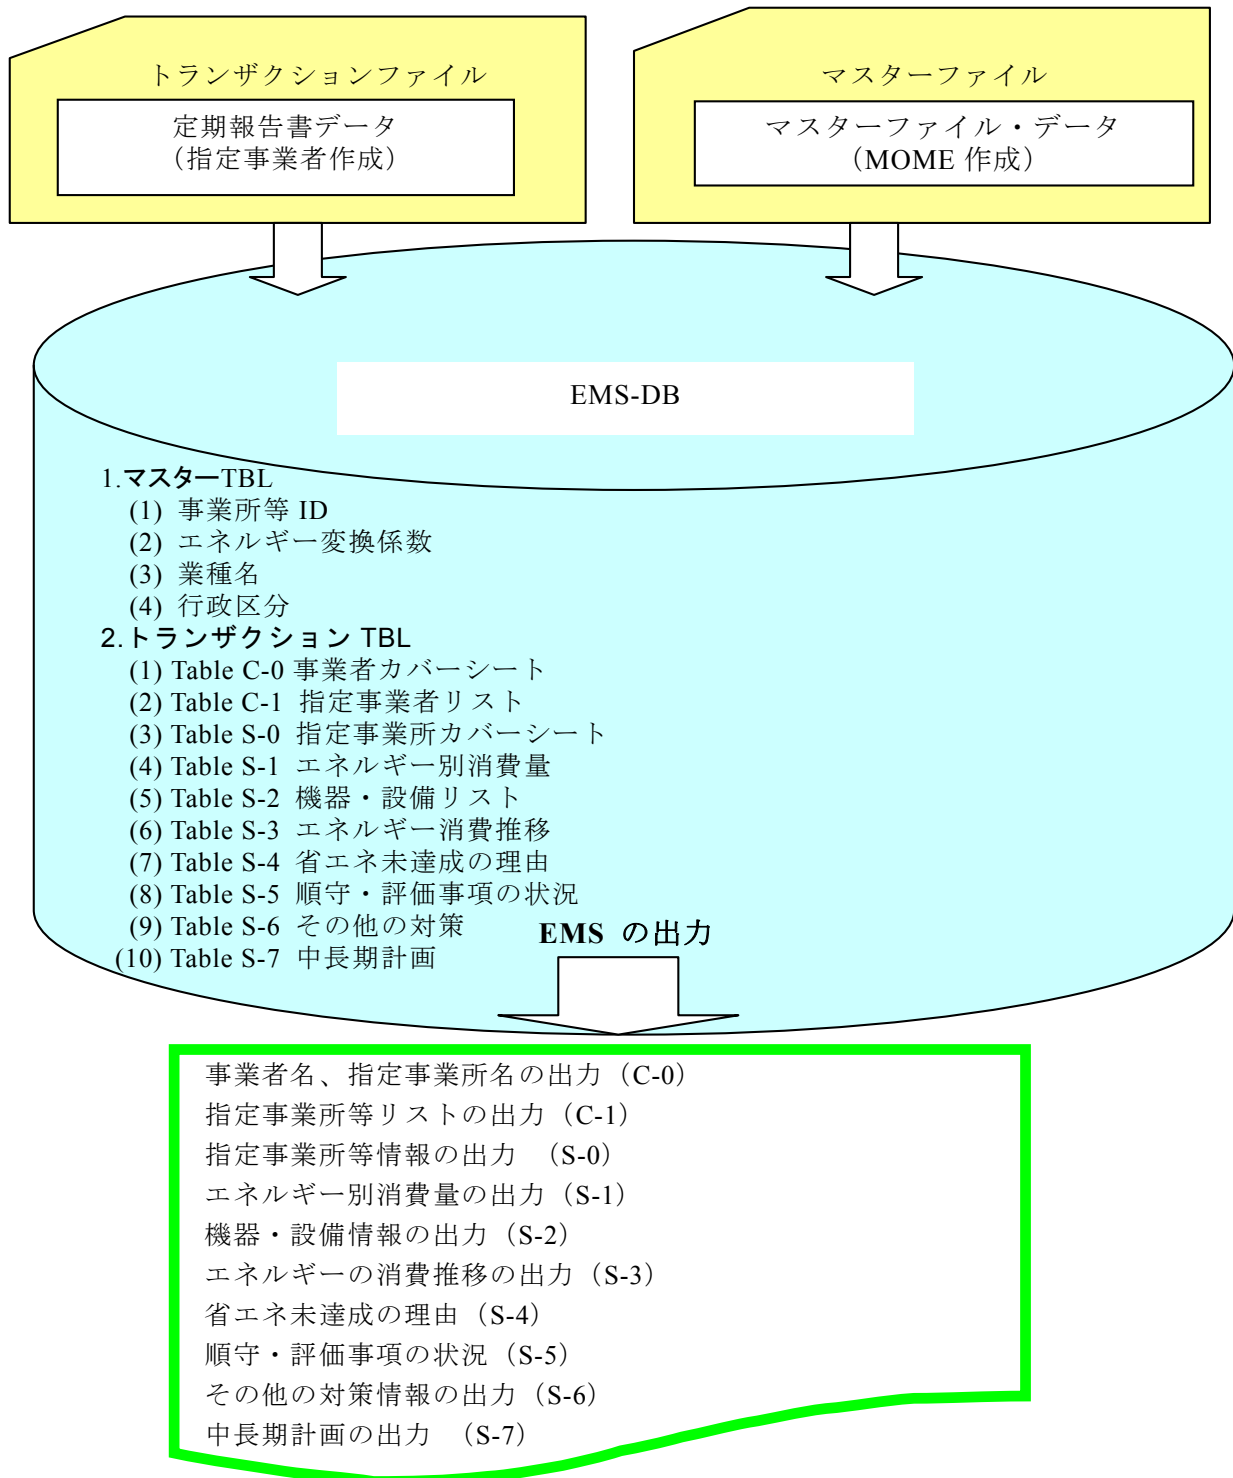 トランザクションファイル
定期報告書データ
（指定事業者作成）
マスターファイル
マスターファイル・データ
（MOME 作成）
EMS-DB
1.マスターTBL
(1) 事業所等 ID
(2) エネルギー変換係数
(3) 業種名
(4) 行政区分
2.トランザクション TBL
(1) Table C-0 事業者カバーシート
(2) Table C-1 指定事業者リスト
(3) Table S-0 指定事業所カバーシート
(4) Table S-1 エネルギー別消費量
(5) Table S-2 機器・設備リスト
(6) Table S-3 エネルギー消費推移
(7) Table S-4 省エネ未達成の理由
(8) Table S-5 順守・評価事項の状況
(9) Table S-6 その他の対策
(10) Table S-7 中長期計画
EMS の出力
事業者名、指定事業所名の出力（C-0）
指定事業所等リストの出力（C-1）
指定事業所等情報の出力 （S-0）
エネルギー別消費量の出力（S-1）
機器・設備情報の出力（S-2）
エネルギーの消費推移の出力（S-3）
省エネ未達成の理由（S-4）
順守・評価事項の状況（S-5）
その他の対策情報の出力（S-6）
中長期計画の出力 （S-7）